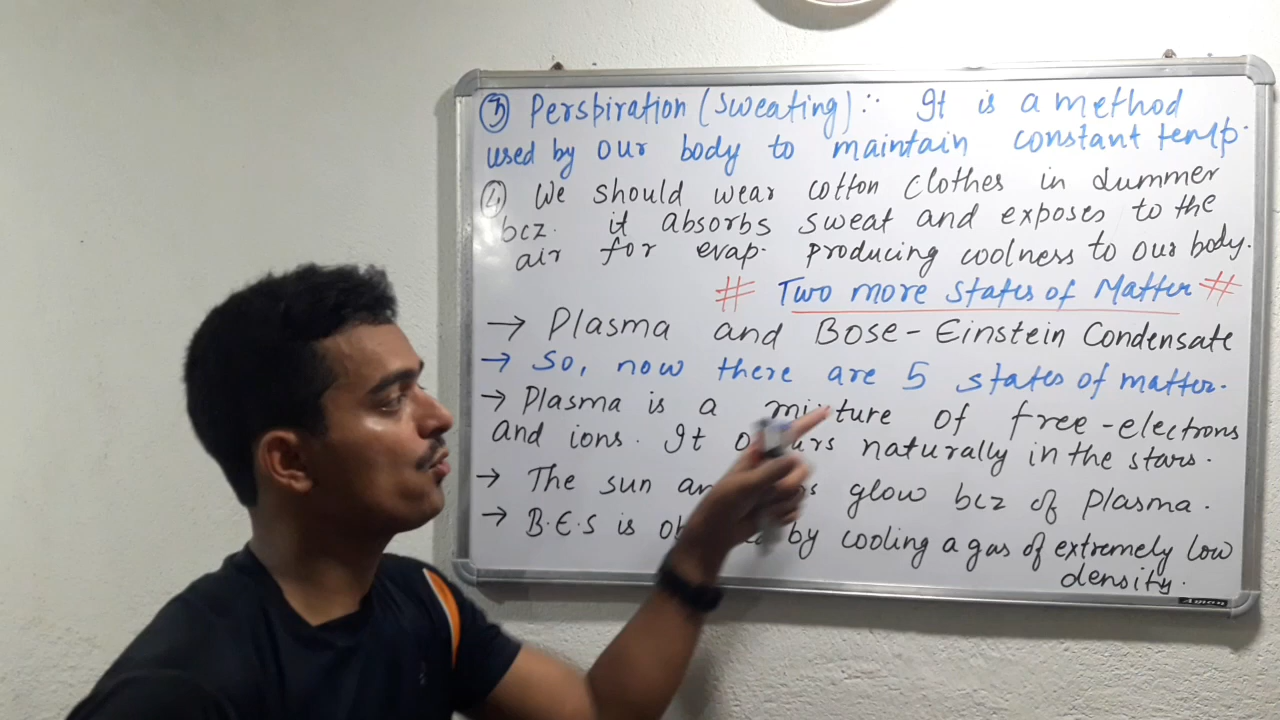 ③ Perspiration (Sweating) :· It is a method
used by our body to maintain constant temp.
④ We should wear cotton clothes in summer
bcz. it absorbs sweat and exposes to the
air for evap. producing coolness to our body.
# Two more states of Matter #
→ Plasma and Bose-Einstein Condensate
→ So, now there are 5 states of matter.
→ Plasma is a mixture of free-electrons
and ions. It naturally in the stars.
→ The sun glow bcz of plasma.
→ B.E.S is by cooling a gas of extremely low
density.